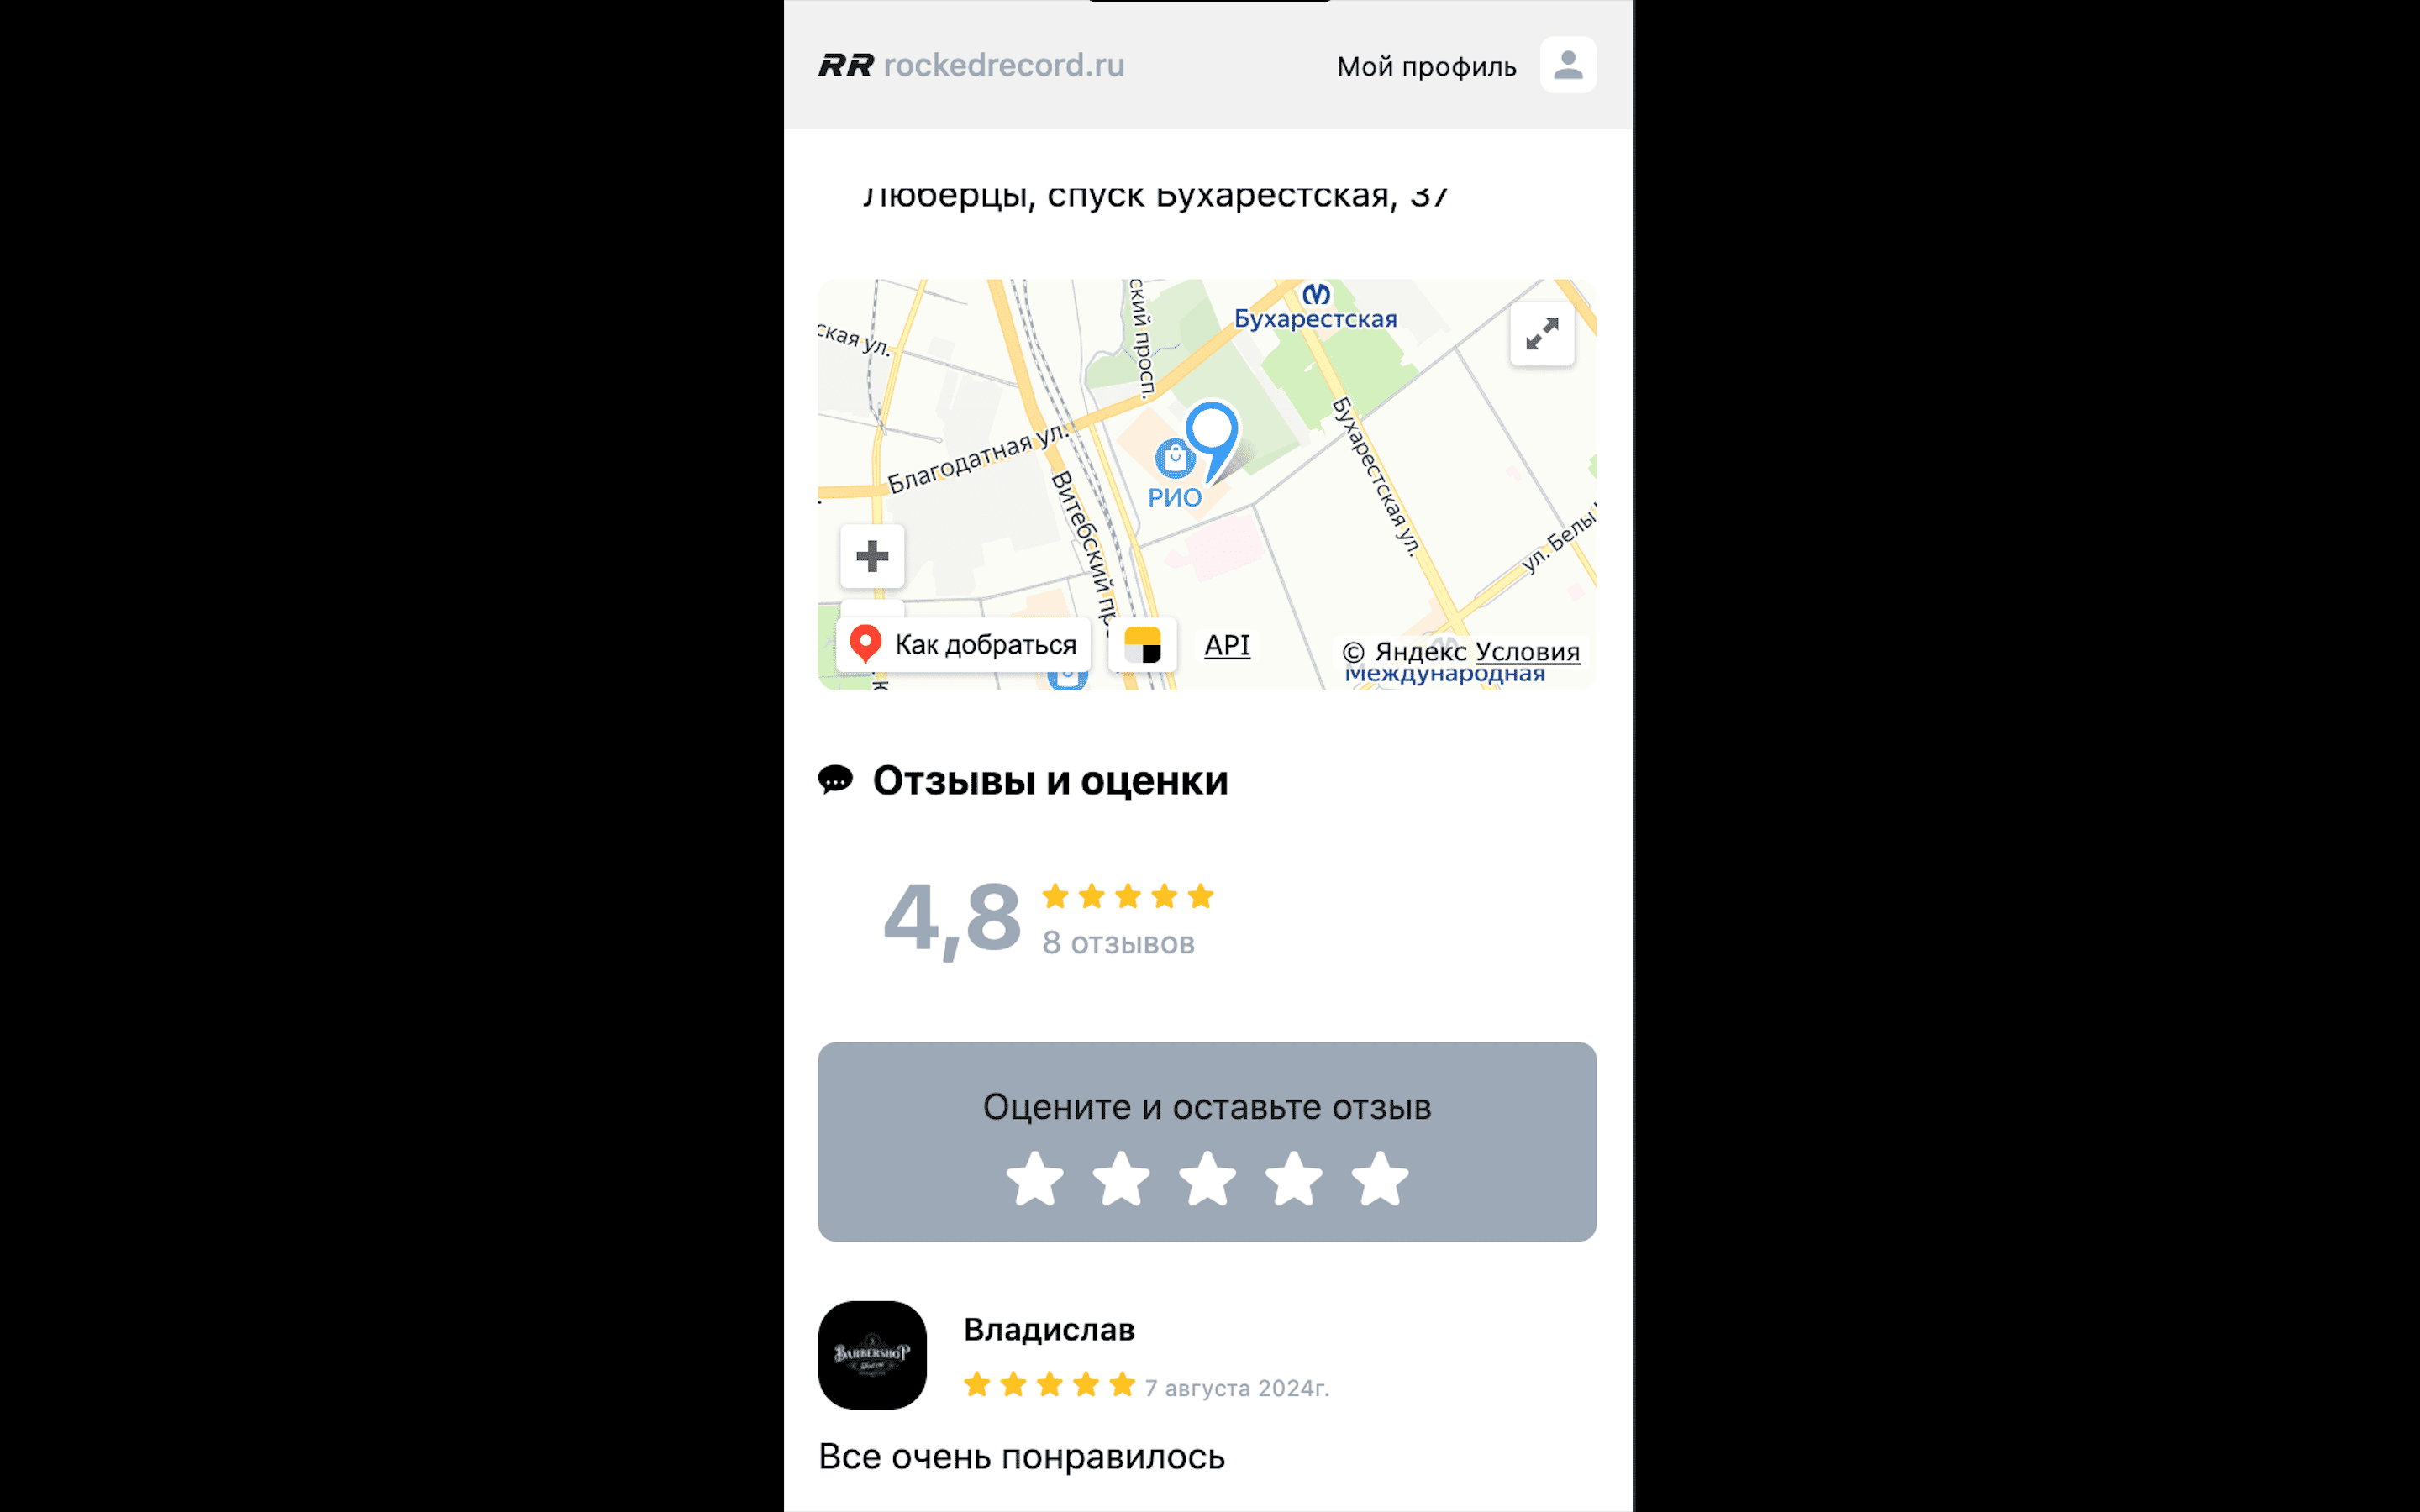 RR rockedrecord.ru
Мой профиль
Люберцы, спуск Бухарестская, 37
Бухарестская
ский просп.
ская ул.
Благодатная ул.
РИО
Витебский пр
Бухарестская ул.
ул. Белы
Как добраться
API
© Яндекс Условия
Международная
Отзывы и оценки
4,8
8 отзывов
Оцените и оставьте отзыв
BARBERSHOP
Владислав
7 августа 2024г.
Все очень понравилось